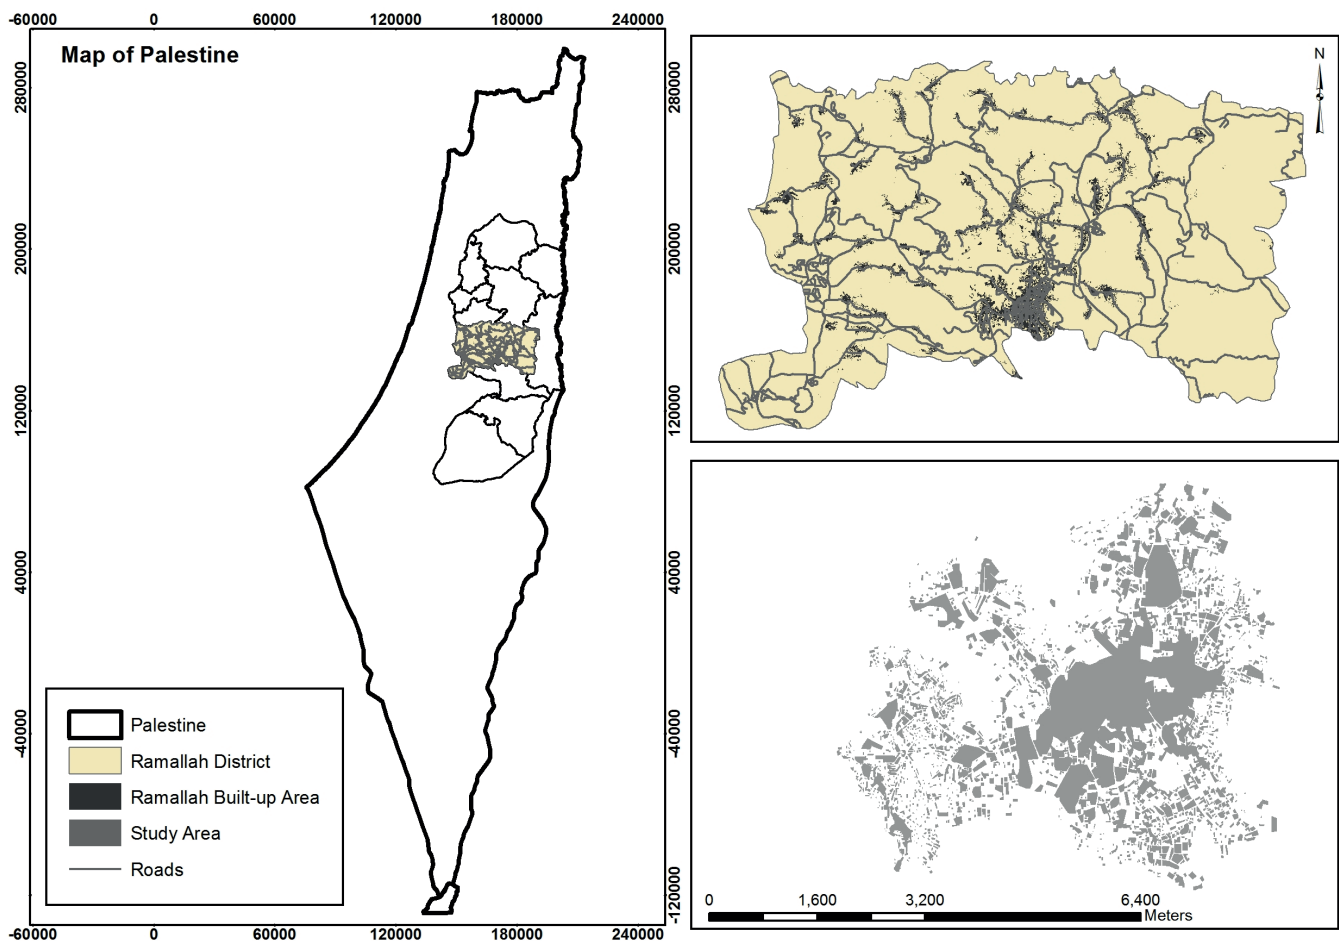 -60000 0 60000 120000 180000 240000
Map of Palestine
280000
200000
120000
40000
-40000
-120000
280000
200000
120000
40000
-40000
-120000
Palestine
Ramallah District
Ramallah Built-up Area
Study Area
Roads
-60000 0 60000 120000 180000 240000
N
0 1,600 3,200 6,400
Meters